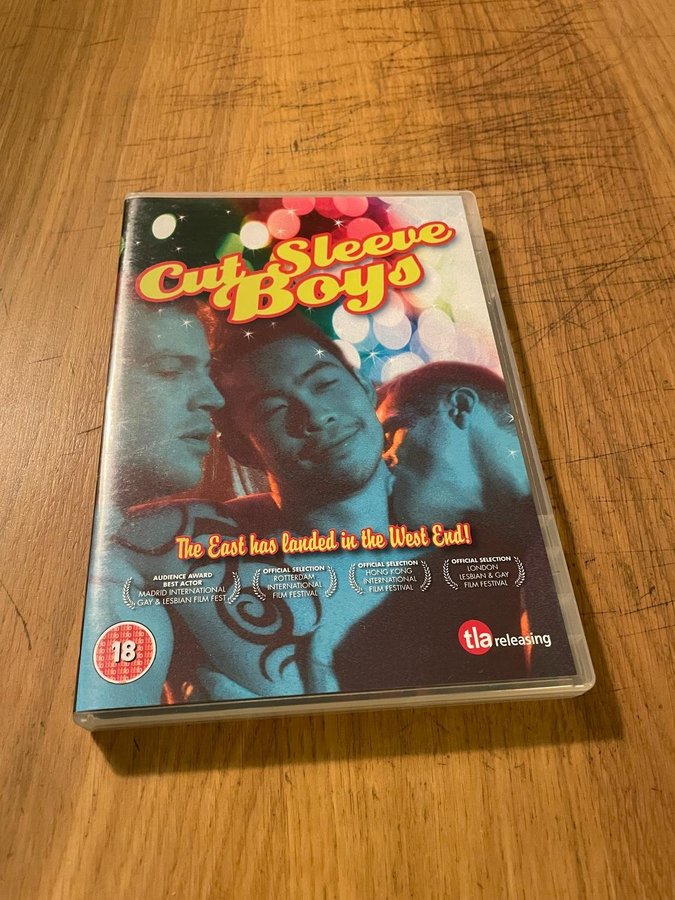 Cut Sleeve
Boys
The East has landed in the West End!
AUDIENCE AWARD
BEST ACTOR
MADRID INTERNATIONAL
GAY & LESBIAN FILM FEST
OFFICIAL SELECTION
ROTTERDAM
INTERNATIONAL
FILM FESTIVAL
OFFICIAL SELECTION
HONG KONG
INTERNATIONAL
FILM FESTIVAL
OFFICIAL SELECTION
LONDON
LESBIAN & GAY
FILM FESTIVAL
18
tla releasing